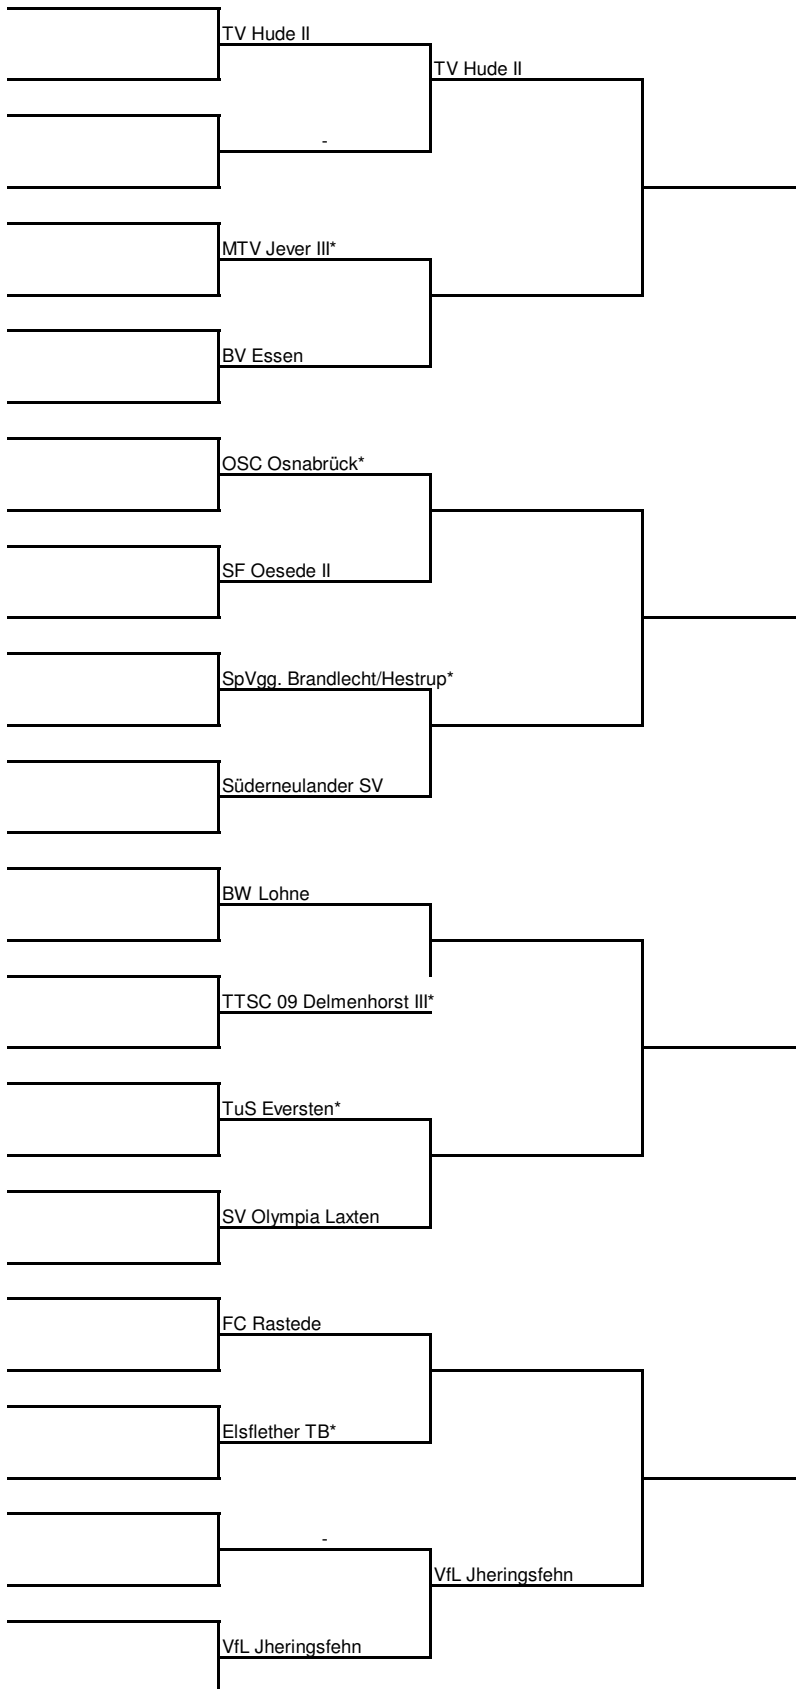 TV Hude II
TV Hude II
-
MTV Jever III*
BV Essen
OSC Osnabrück*
SF Oesede II
SpVgg. Brandlecht/Hestrup*
Süderneulander SV
BW Lohne
TTSC 09 Delmenhorst III*
TuS Eversten*
SV Olympia Laxten
FC Rastede
Elsflether TB*
-
VfL Jheringsfehn
VfL Jheringsfehn